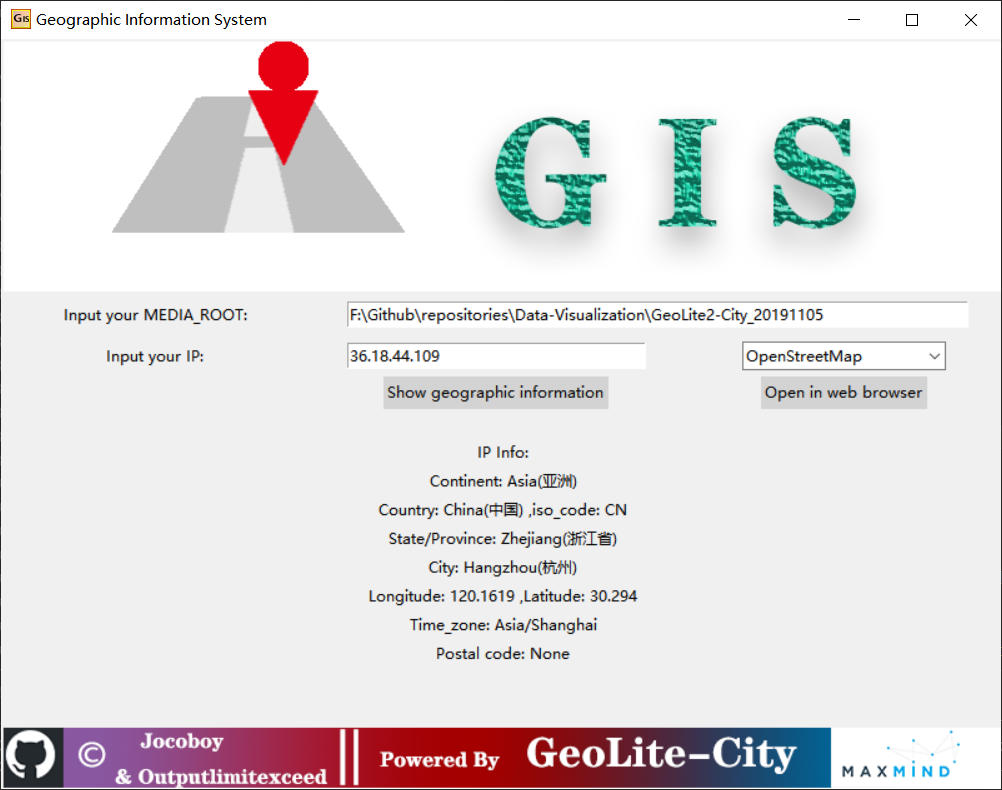 Gis Geographic Information System
G I S
Input your MEDIA_ROOT: F:\Github\repositories\Data-Visualization\GeoLite2-City_20191105
Input your IP: 36.18.44.109 OpenStreetMap
Show geographic information Open in web browser
IP Info:
Continent: Asia(亚洲)
Country: China(中国) ,iso_code: CN
State/Province: Zhejiang(浙江省)
City: Hangzhou(杭州)
Longitude: 120.1619 ,Latitude: 30.294
Time_zone: Asia/Shanghai
Postal code: None
© Jocoboy
& Outputlimitexceed
Powered By GeoLite-City
MAXMIND